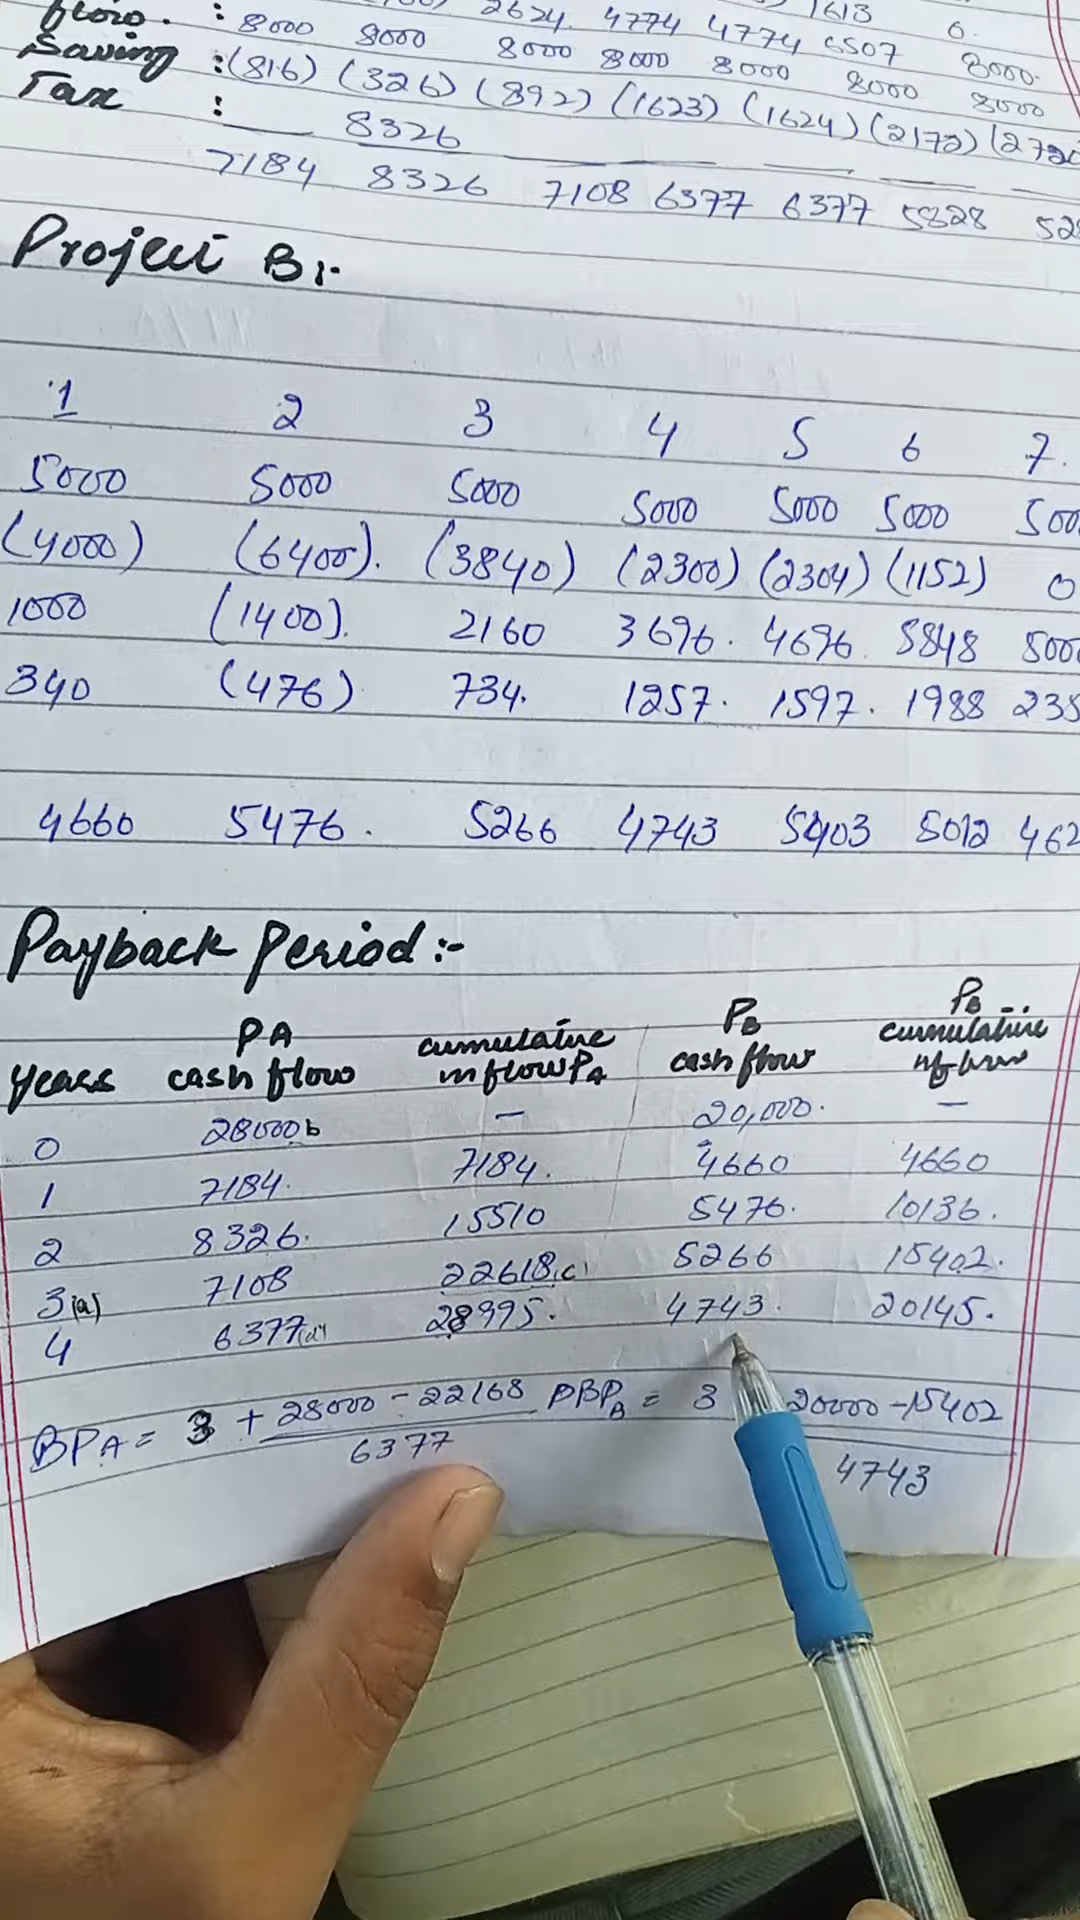 flow. : 2624. 4774 4774 6507 1613 0.
Saving : 8000 8000 8000 8000 8000 8000 8000.
Tax : (816) (326) (892) (1623) (1624) (2172)
8326
7184 8326 7108 6377 6377 5828
Project B:-
1 2 3 4 5 6 7.
5000 5000 5000 5000 5000 5000
(4000) (6400). (3840) (2300) (2304) (1152) 0
1000 (1400). 2160 3696. 4696. 5848
340 (476) 734. 1257. 1597. 1988
4660 5476. 5266 4743 5403 5012
Payback Period:-
years PA cash flow cumulative inflow PA PB cash flow PB cumulative
0 28000 b — 20,000. —
1 7184. 7184. 4660 4660
2 8326. 15510 5476. 10136.
3 (a) 7108 22618 (c) 5266 15402.
4 6377 (d) 28995. 4743. 20145.
BPA = 3 + 28000 - 22168 PBPB = 3 20000 - 15402
6377 4743